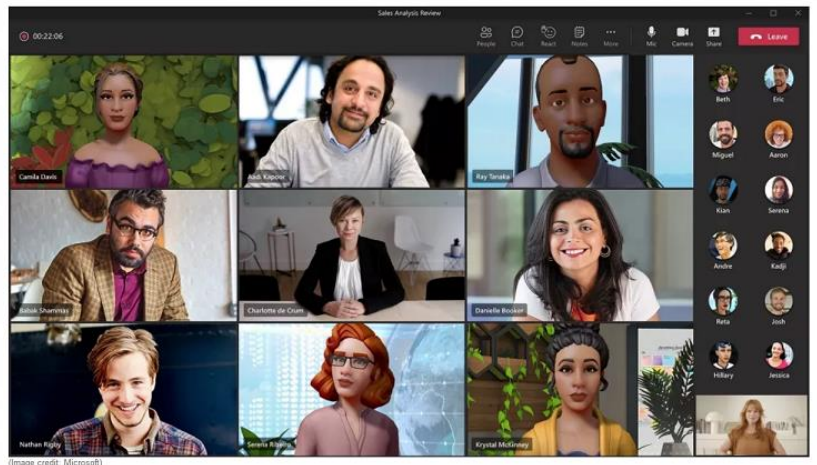 Sales Analysis Review
00:22:06
People Chat React Notes More Mic Camera Share Leave
Camila Davis
Kapoor
Ray Tanaka
Beth Eric
Miguel Aaron
Kian Serena
Babak Shammas
Charlotte de Crum
Danielle Booker
Andre Kadji
Reta Josh
Hillary Jessica
Nathan Rigby
Serena Ribeiro
Krystal McKinney
(Image credit: Microsoft)